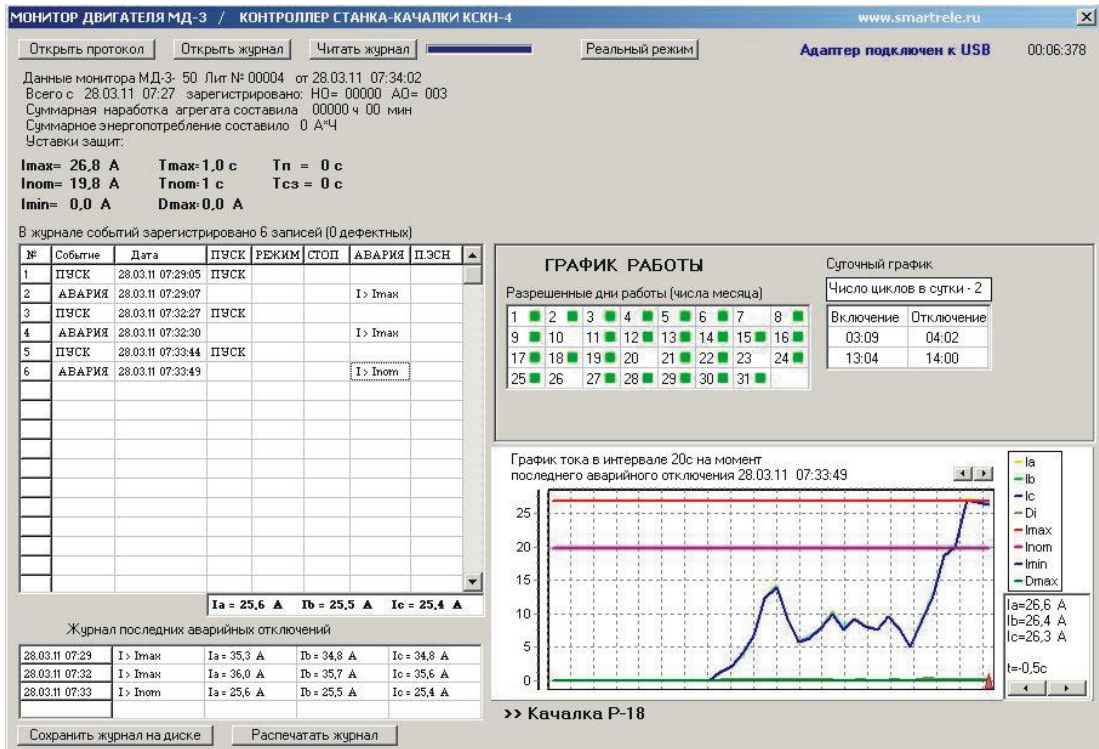 МОНИТОР ДВИГАТЕЛЯ МД-3 / КОНТРОЛЛЕР СТАНКА-КАЧАЛКИ КСКН-4 www.smartrele.ru
Открыть протокол Открыть журнал Читать журнал Реальный режим Адаптер подключен к USB 00:06:378
Данные монитора МД-3- 50 Лит № 00004 от 28.03.11 07:34:02
Всего с 28.03.11 07:27 зарегистрировано: НО= 00000 АО= 003
Суммарная наработка агрегата составила 00000 ч 00 мин
Суммарное энергопотребление составило 0 А*Ч
Уставки защит:
Imax= 26,8 A Tmax=1,0 c Тп = 0 с
Inom= 19,8 A Tnom=1 c Тсз = 0 с
Imin= 0,0 A Dmax=0,0 A
В журнале событий зарегистрировано 6 записей (0 дефектных)
№ Событие Дата ПУСК РЕЖИМ СТОП АВАРИЯ П.ЭСН
1 ПУСК 28.03.11 07:29:05 ПУСК
2 АВАРИЯ 28.03.11 07:29:07 I > Imax
3 ПУСК 28.03.11 07:32:27 ПУСК
4 АВАРИЯ 28.03.11 07:32:30 I > Imax
5 ПУСК 28.03.11 07:33:44 ПУСК
6 АВАРИЯ 28.03.11 07:33:49 I > Inom
Ia = 25,6 A Ib = 25,5 A Ic = 25,4 A
Журнал последних аварийных отключений
28.03.11 07:29 I > Imax Ia = 35,3 A Ib = 34,8 A Ic = 34,8 A
28.03.11 07:32 I > Imax Ia = 36,0 A Ib = 35,7 A Ic = 35,6 A
28.03.11 07:33 I > Inom Ia = 25,6 A Ib = 25,5 A Ic = 25,4 A
Сохранить журнал на диске Распечатать журнал
ГРАФИК РАБОТЫ
Разрешенные дни работы (числа месяца)
1 2 3 4 5 6 7 8
9 10 11 12 13 14 15 16
17 18 19 20 21 22 23 24
25 26 27 28 29 30 31
Суточный график
Число циклов в сутки - 2
Включение Отключение
03:09 04:02
13:04 14:00
График тока в интервале 20с на момент
последнего аварийного отключения 28.03.11 07:33:49
25
20
15
10
5
0
Ia
Ib
Ic
Di
Imax
Inom
Imin
Dmax
Ia=26,6 A
Ib=26,4 A
Ic=26,3 A
t=-0,5c
>> Качалка Р-18